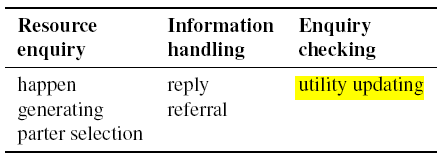 Resource Information Enquiry
enquiry handling checking
happen reply utility updating
generating referral
parter selection